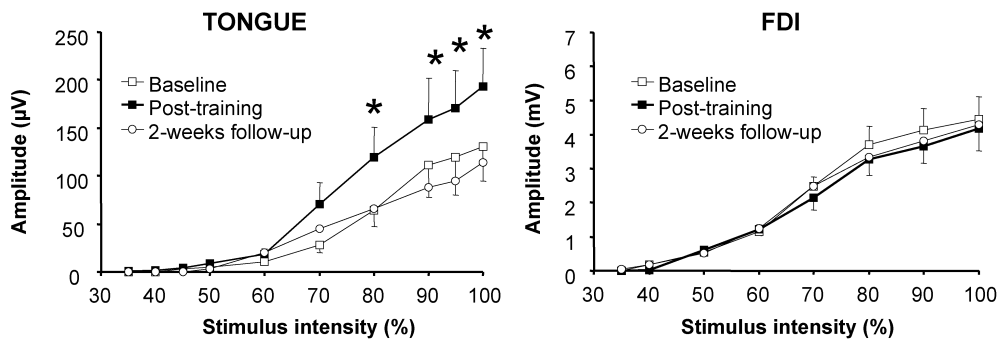 TONGUE
250
200
150
100
50
0
Amplitude (µV)
Baseline
Post-training
2-weeks follow-up
* * * *
30 40 50 60 70 80 90 100
Stimulus intensity (%)
FDI
7
6
5
4
3
2
1
0
Amplitude (mV)
Baseline
Post-training
2-weeks follow-up
30 40 50 60 70 80 90 100
Stimulus intensity (%)